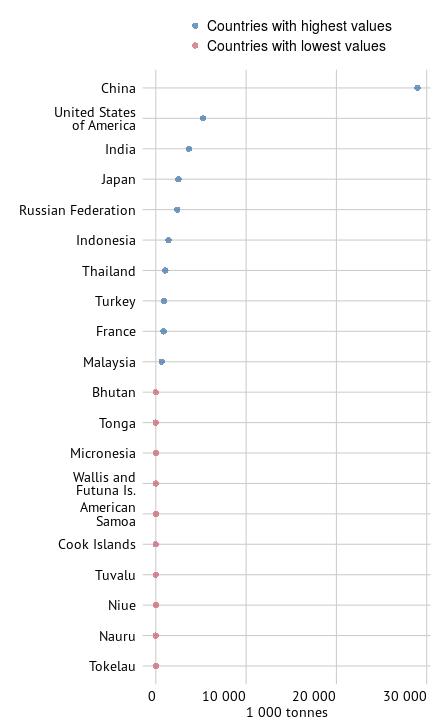 Countries with highest values
Countries with lowest values
China
United States
of America
India
Japan
Russian Federation
Indonesia
Thailand
Turkey
France
Malaysia
Bhutan
Tonga
Micronesia
Wallis and
Futuna Is.
American
Samoa
Cook Islands
Tuvalu
Niue
Nauru
Tokelau
0 10 000 20 000 30 000
1 000 tonnes